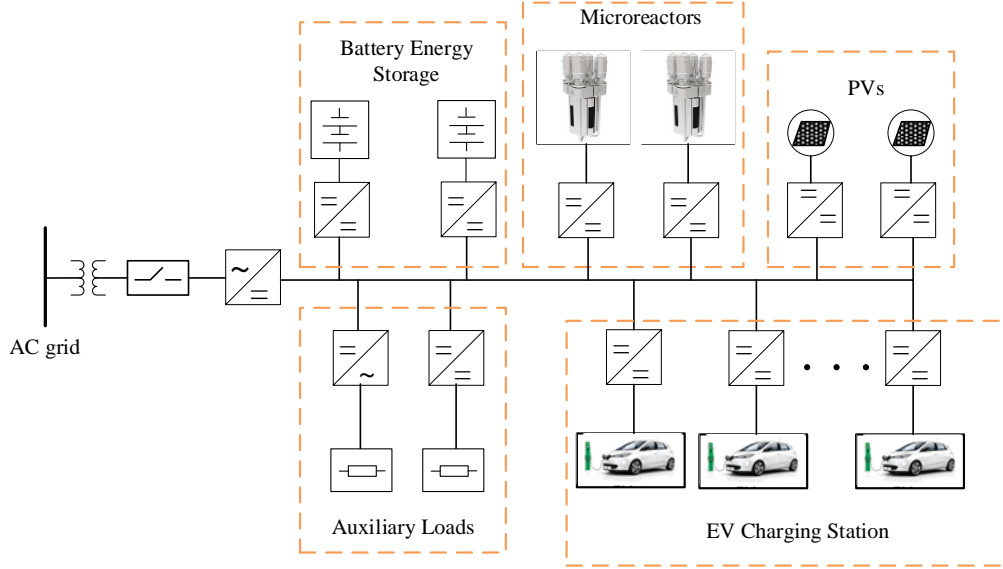 Microreactors
Battery Energy
Storage
PVs
AC grid
Auxiliary Loads
EV Charging Station